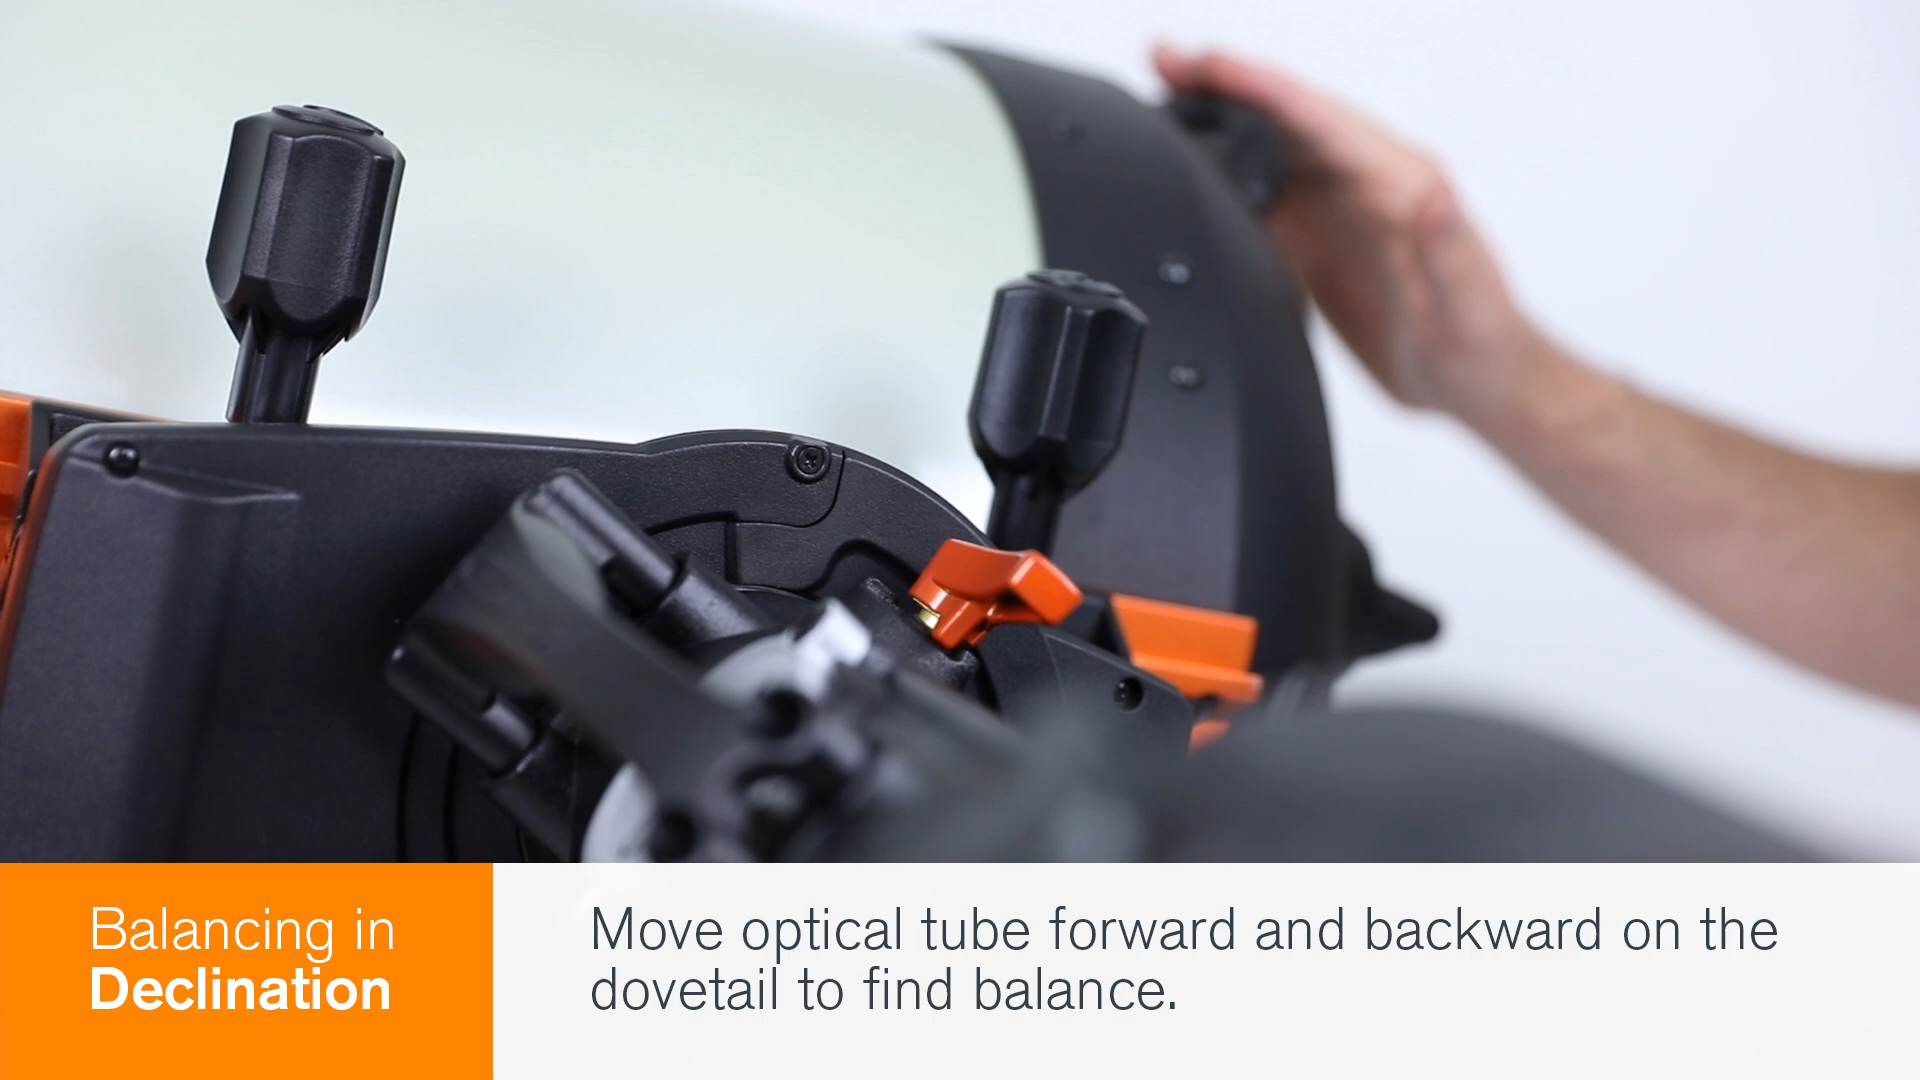 Balancing in
Declination
Move optical tube forward and backward on the
dovetail to find balance.